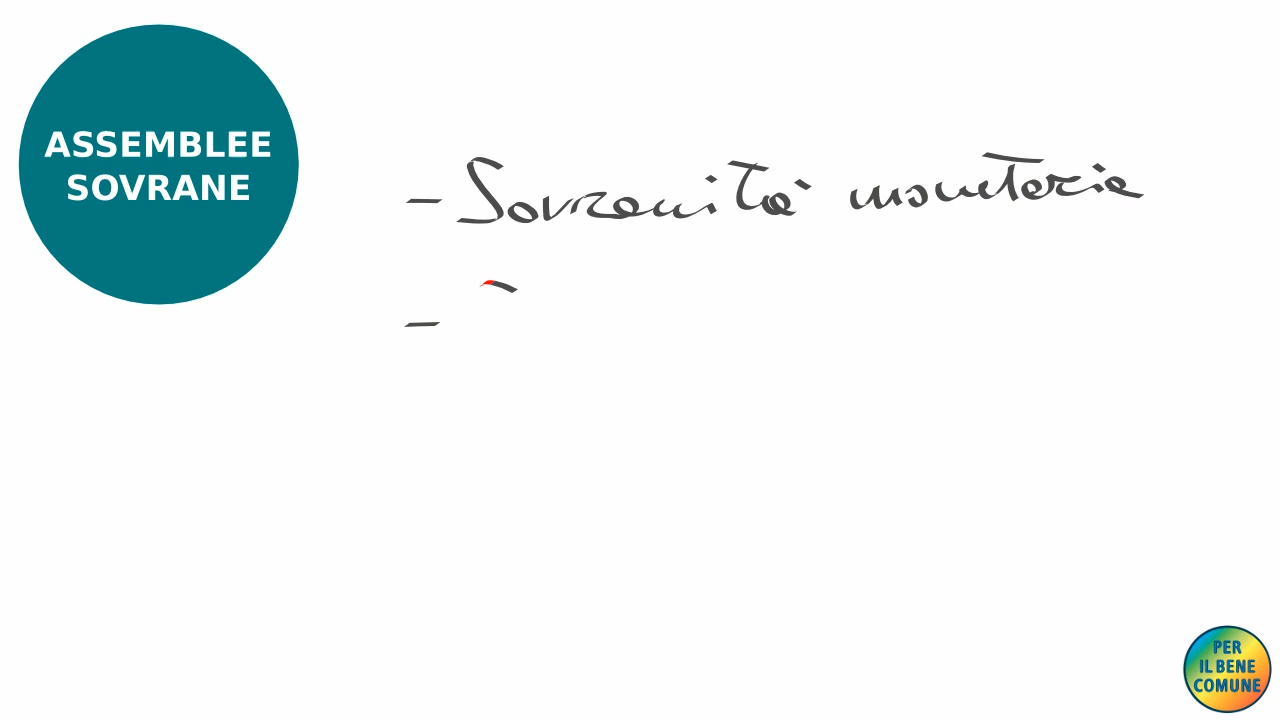 ASSEMBLEE
SOVRANE
- Sovranità monetaria
-
PER
IL BENE
COMUNE